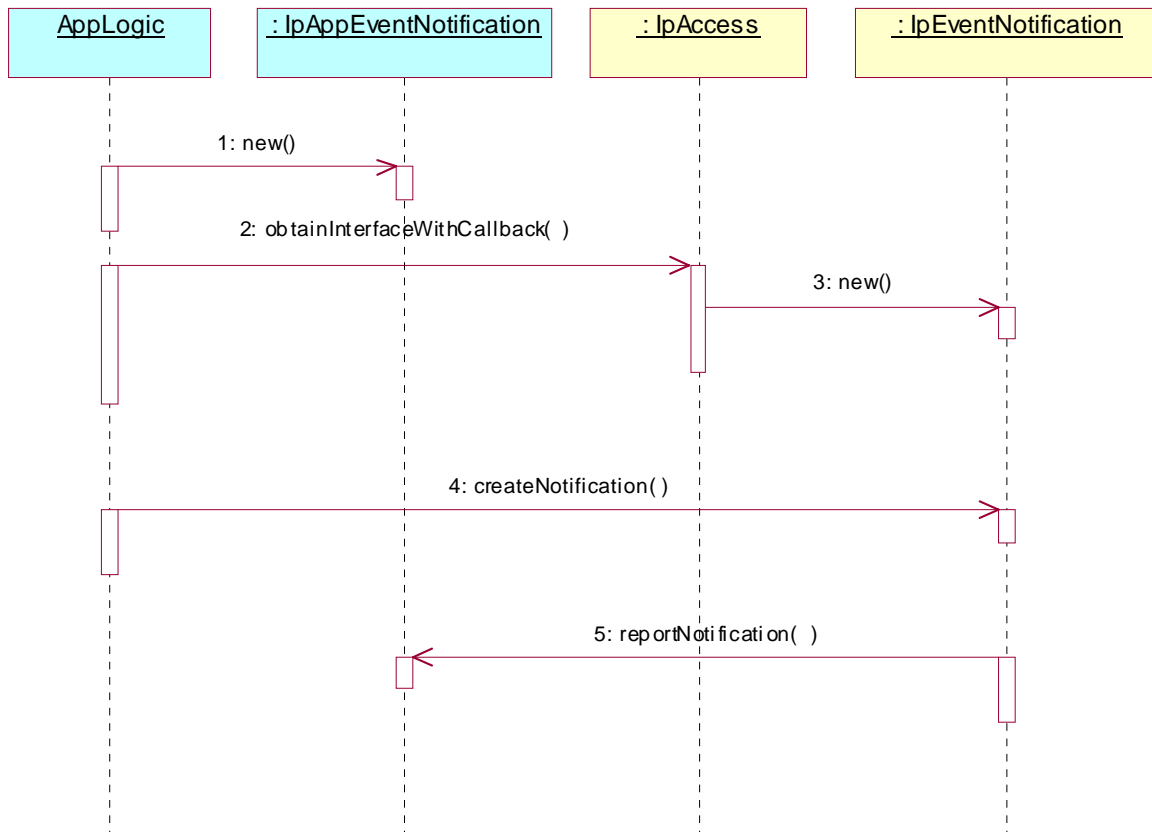 AppLogic
: IpAppEventNotification
: IpAccess
: IpEventNotification
1: new()
2: obtainInterfaceWithCallback( )
3: new()
4: createNotification( )
5: reportNotification( )